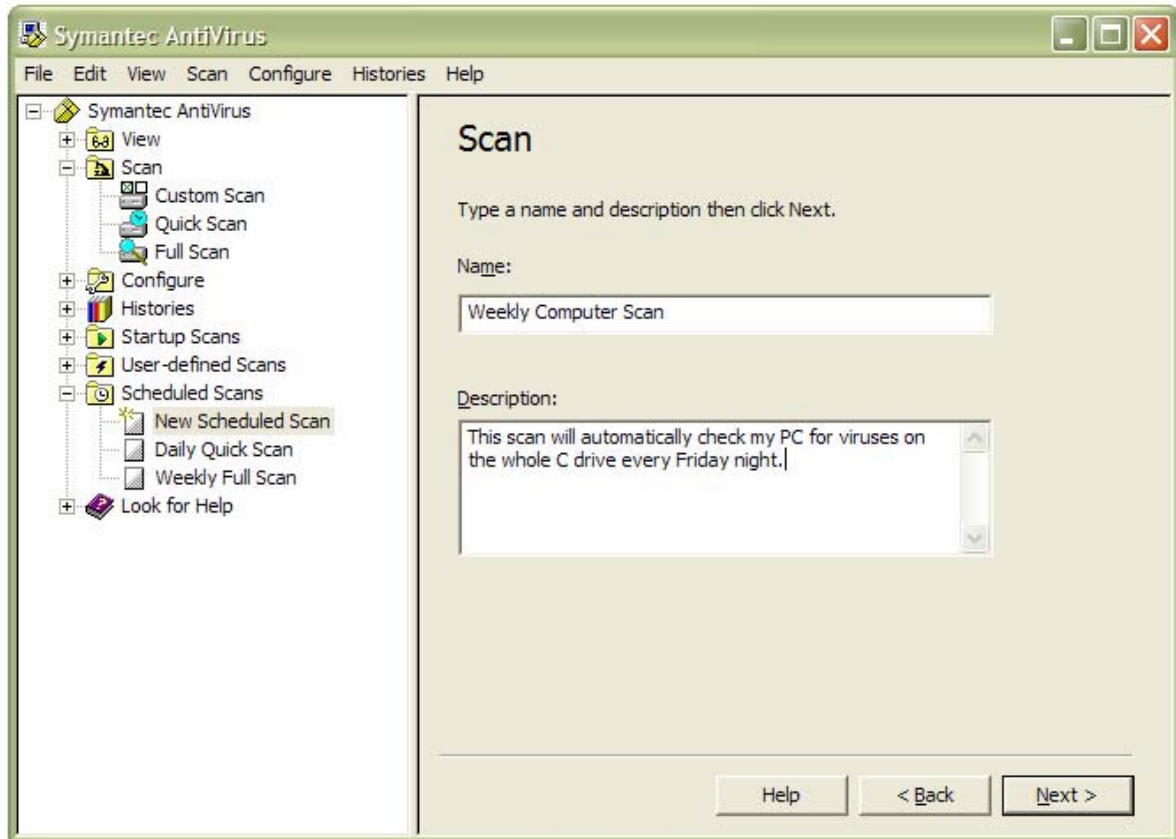 Symantec AntiVirus
File Edit View Scan Configure Histories Help
Symantec AntiVirus
View
Scan
Custom Scan
Quick Scan
Full Scan
Configure
Histories
Startup Scans
User-defined Scans
Scheduled Scans
New Scheduled Scan
Daily Quick Scan
Weekly Full Scan
Look for Help
Scan
Type a name and description then click Next.
Name:
Weekly Computer Scan
Description:
This scan will automatically check my PC for viruses on
the whole C drive every Friday night.
Help < Back Next >